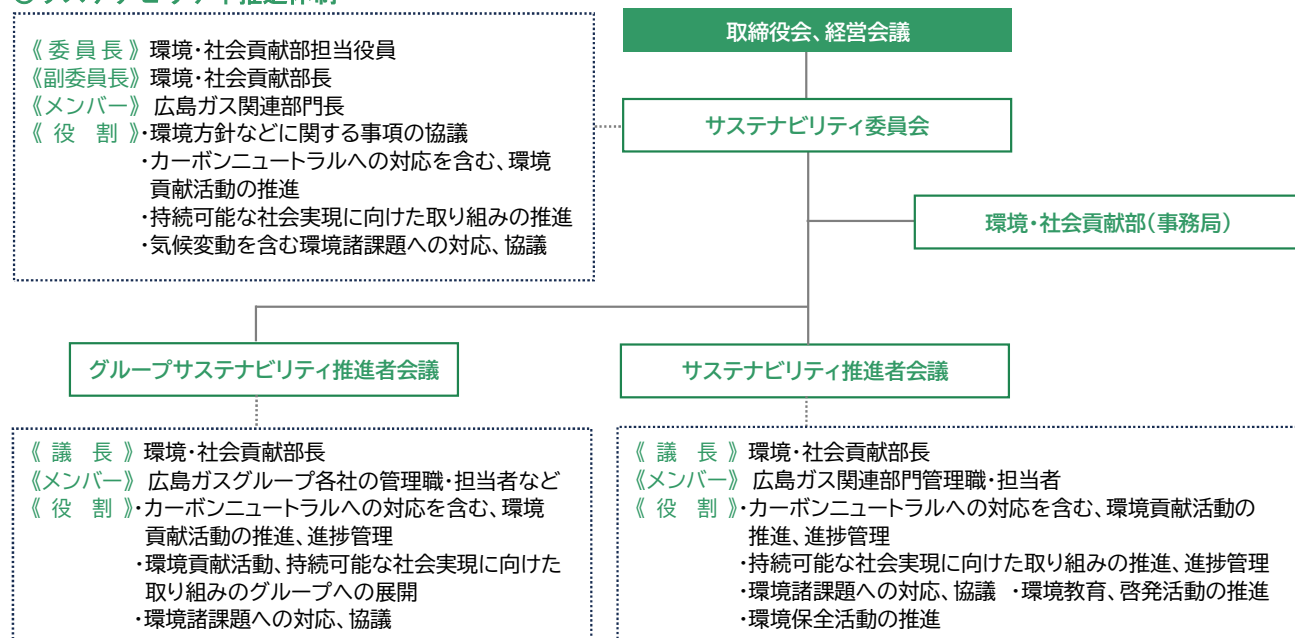 サステナビリティ推進体制
取締役会、経営会議
《委員長》環境・社会貢献部担当役員
《副委員長》環境・社会貢献部長
《メンバー》広島ガス関連部門長
《役 割》・環境方針などに関する事項の協議
・カーボンニュートラルへの対応を含む、環境
貢献活動の推進
・持続可能な社会実現に向けた取り組みの推進
・気候変動を含む環境諸課題への対応、協議
サステナビリティ委員会
環境・社会貢献部(事務局)
グループサステナビリティ推進者会議
《 議 長 》環境・社会貢献部長
《メンバー》広島ガスグループ各社の管理職・担当者など
《 役 割 》・カーボンニュートラルへの対応を含む、環境
貢献活動の推進、進捗管理
・環境貢献活動、持続可能な社会実現に向けた
取り組みのグループへの展開
・環境諸課題への対応、協議
サステナビリティ推進者会議
《 議 長 》環境・社会貢献部長
《メンバー》広島ガス関連部門管理職・担当者
《 役 割 》・カーボンニュートラルへの対応を含む、環境貢献活動の
推進、進捗管理
・持続可能な社会実現に向けた取り組みの推進、進捗管理
・環境諸課題への対応、協議 ・環境教育、啓発活動の推進
・環境保全活動の推進